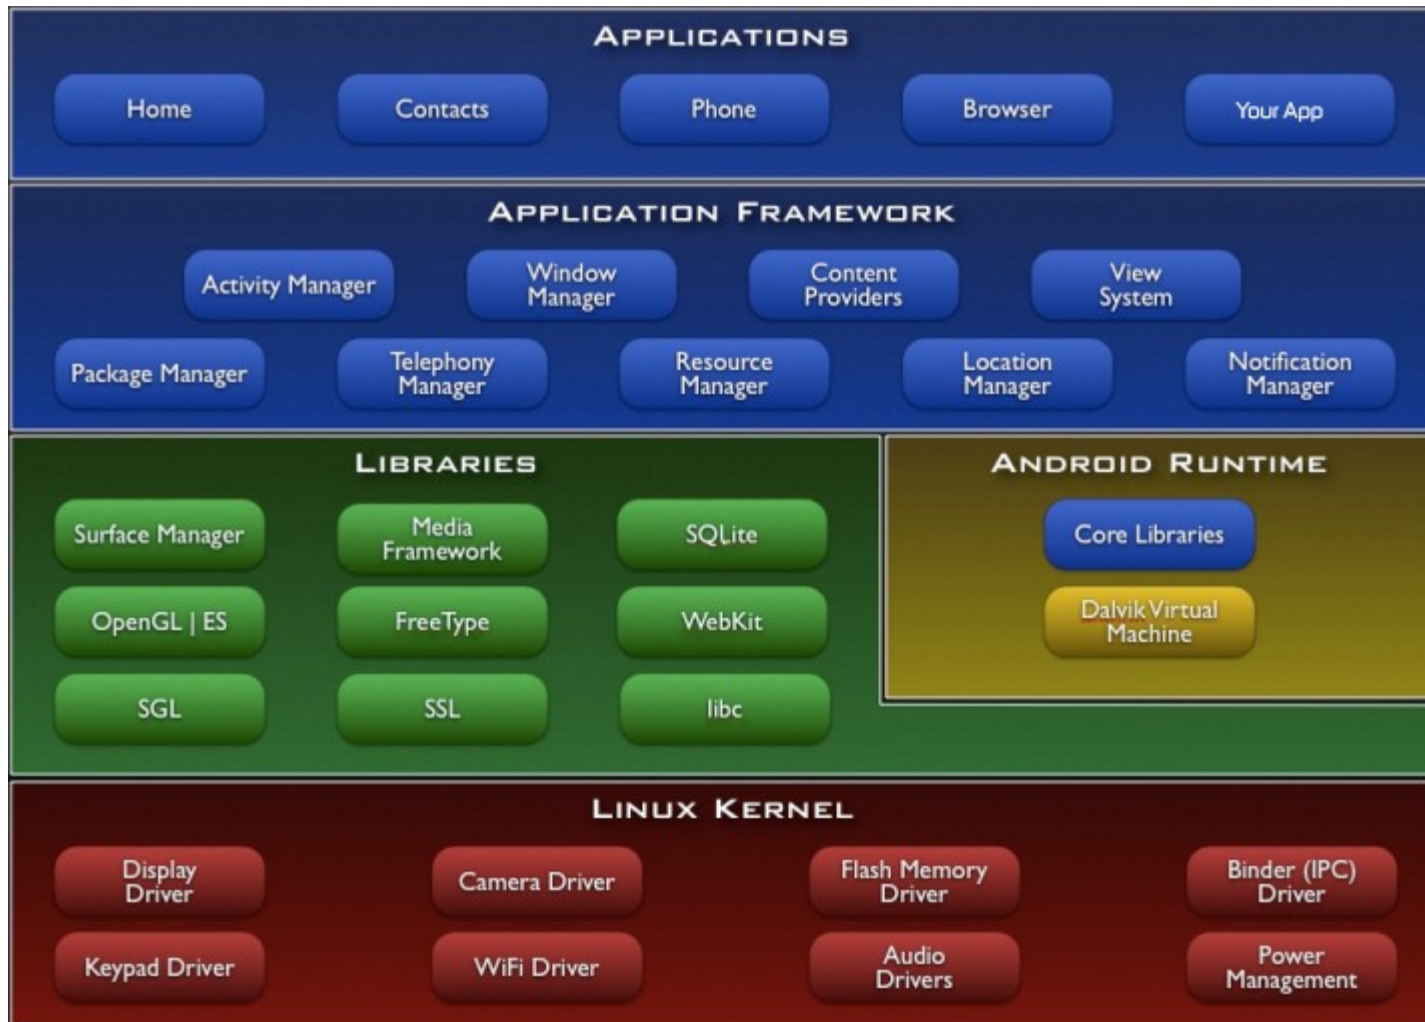 APPLICATIONS
Home
Contacts
Phone
Browser
Your App
APPLICATION FRAMEWORK
Activity Manager
Window
Manager
Content
Providers
View
System
Package Manager
Telephony
Manager
Resource
Manager
Location
Manager
Notification
Manager
LIBRARIES
Surface Manager
Media
Framework
SQLite
OpenGL | ES
FreeType
WebKit
SGL
SSL
libc
ANDROID RUNTIME
Core Libraries
Dalvik Virtual
Machine
LINUX KERNEL
Display
Driver
Camera Driver
Flash Memory
Driver
Binder (IPC)
Driver
Keypad Driver
WiFi Driver
Audio
Drivers
Power
Management